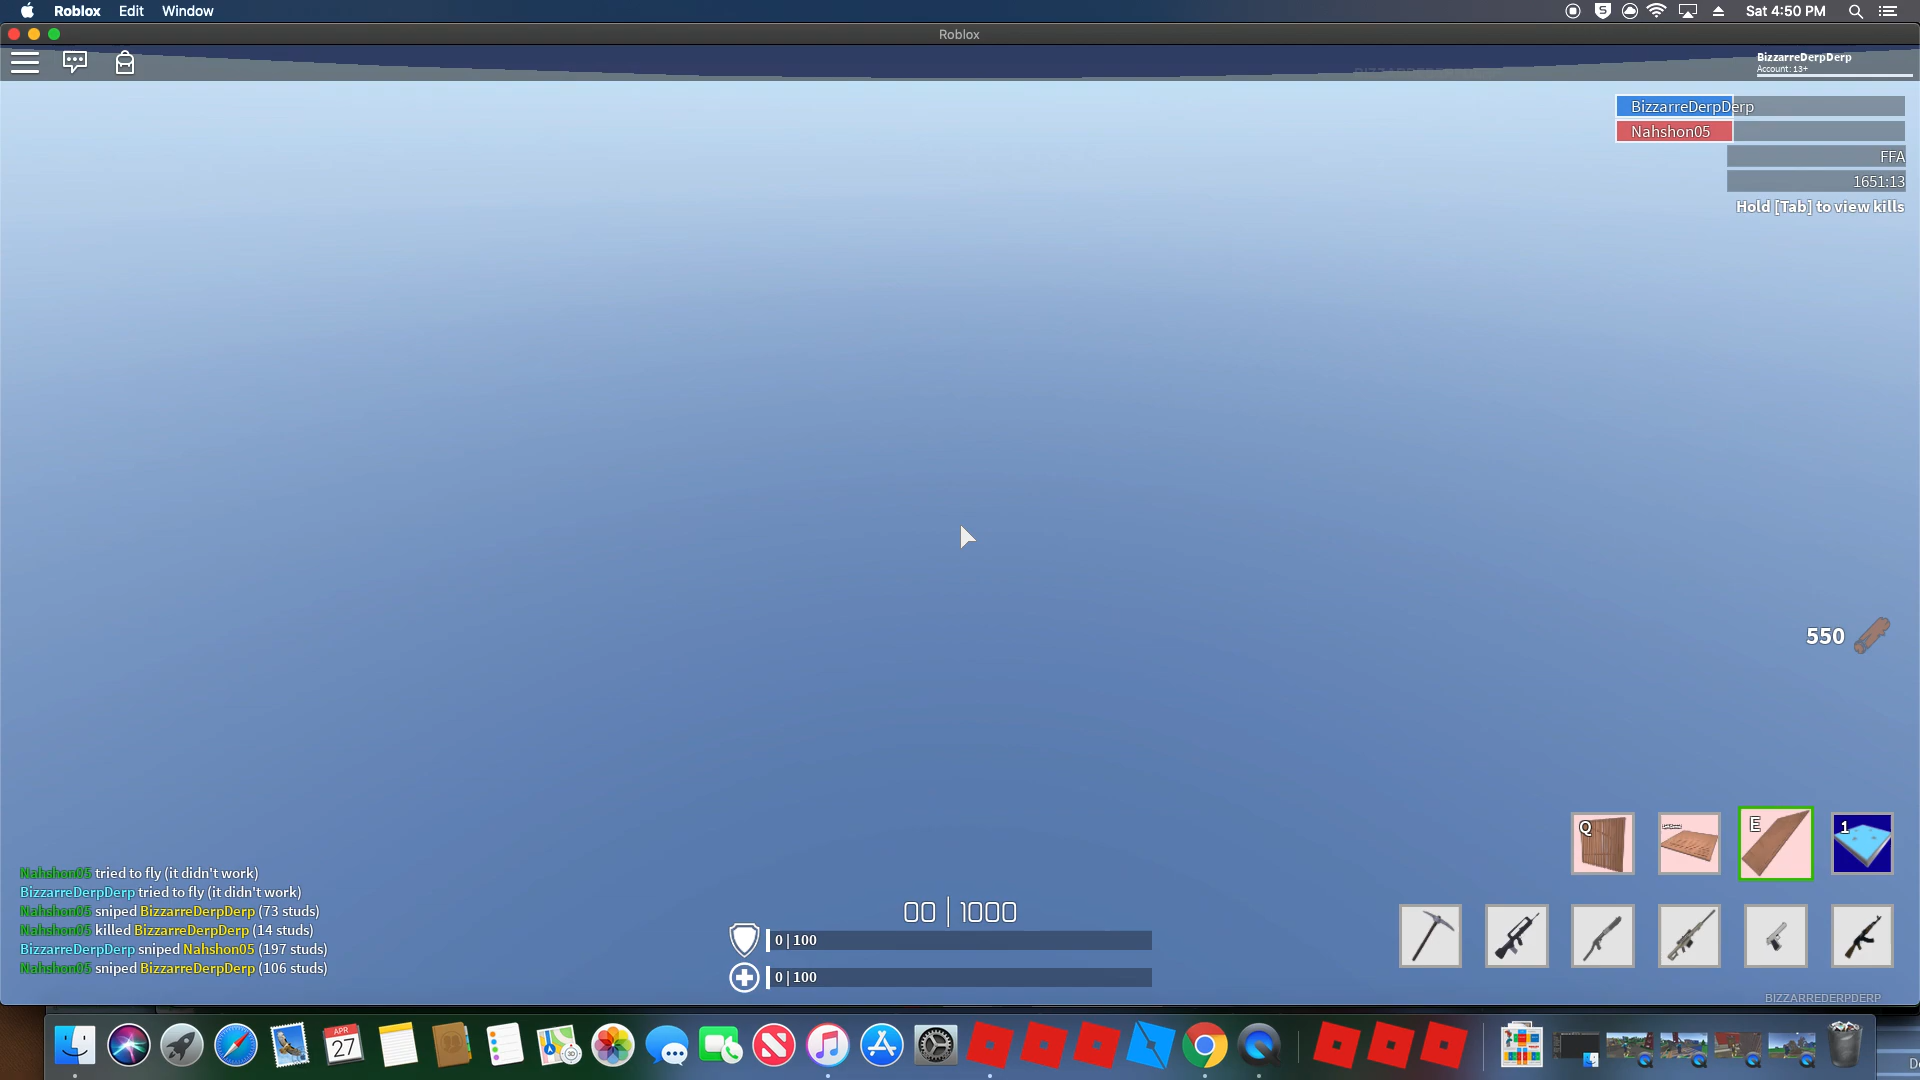 Roblox Edit Window
Sat 4:50 PM
Roblox
BizzarreDerpDerp
Account: 13+
BizzarreDerpDerp
Nahshon05
FFA
1651:13
Hold [Tab] to view kills
550
Q
E
1
Nahshon05 tried to fly (it didn't work)
BizzarreDerpDerp tried to fly (it didn't work)
Nahshon05 sniped BizzarreDerpDerp (73 studs)
Nahshon05 killed BizzarreDerpDerp (14 studs)
BizzarreDerpDerp sniped Nahshon05 (197 studs)
Nahshon05 sniped BizzarreDerpDerp (106 studs)
00 | 1000
0 | 100
0 | 100
BIZZARREDERPDERP
APR
27